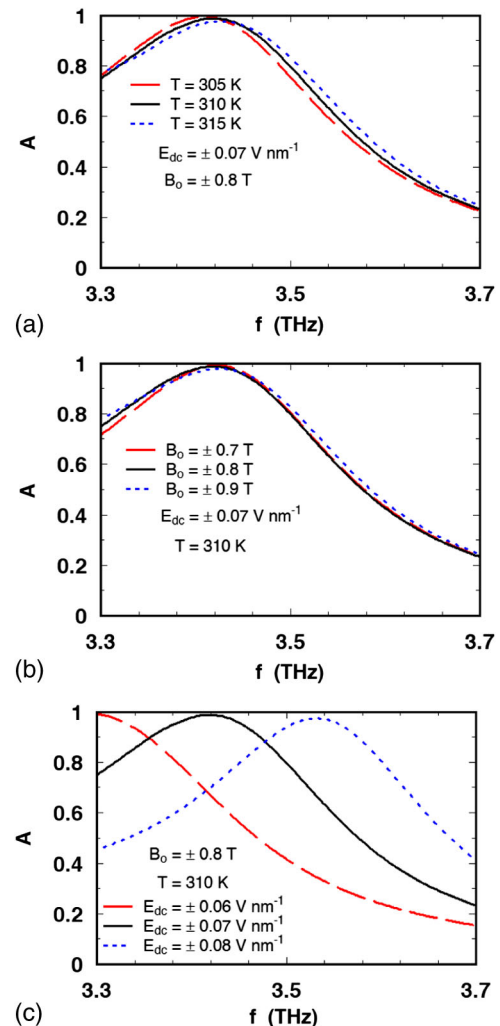 1
0.8
0.6
0.4
0.2
0
A
T = 305 K
T = 310 K
T = 315 K
E_dc = ± 0.07 V nm⁻¹
B_o = ± 0.8 T
3.3 3.5 3.7
f (THz)
(a)
1
0.8
0.6
0.4
0.2
0
A
B_o = ± 0.7 T
B_o = ± 0.8 T
B_o = ± 0.9 T
E_dc = ± 0.07 V nm⁻¹
T = 310 K
3.3 3.5 3.7
f (THz)
(b)
1
0.8
0.6
0.4
0.2
0
A
B_o = ± 0.8 T
T = 310 K
E_dc = ± 0.06 V nm⁻¹
E_dc = ± 0.07 V nm⁻¹
E_dc = ± 0.08 V nm⁻¹
3.3 3.5 3.7
f (THz)
(c)